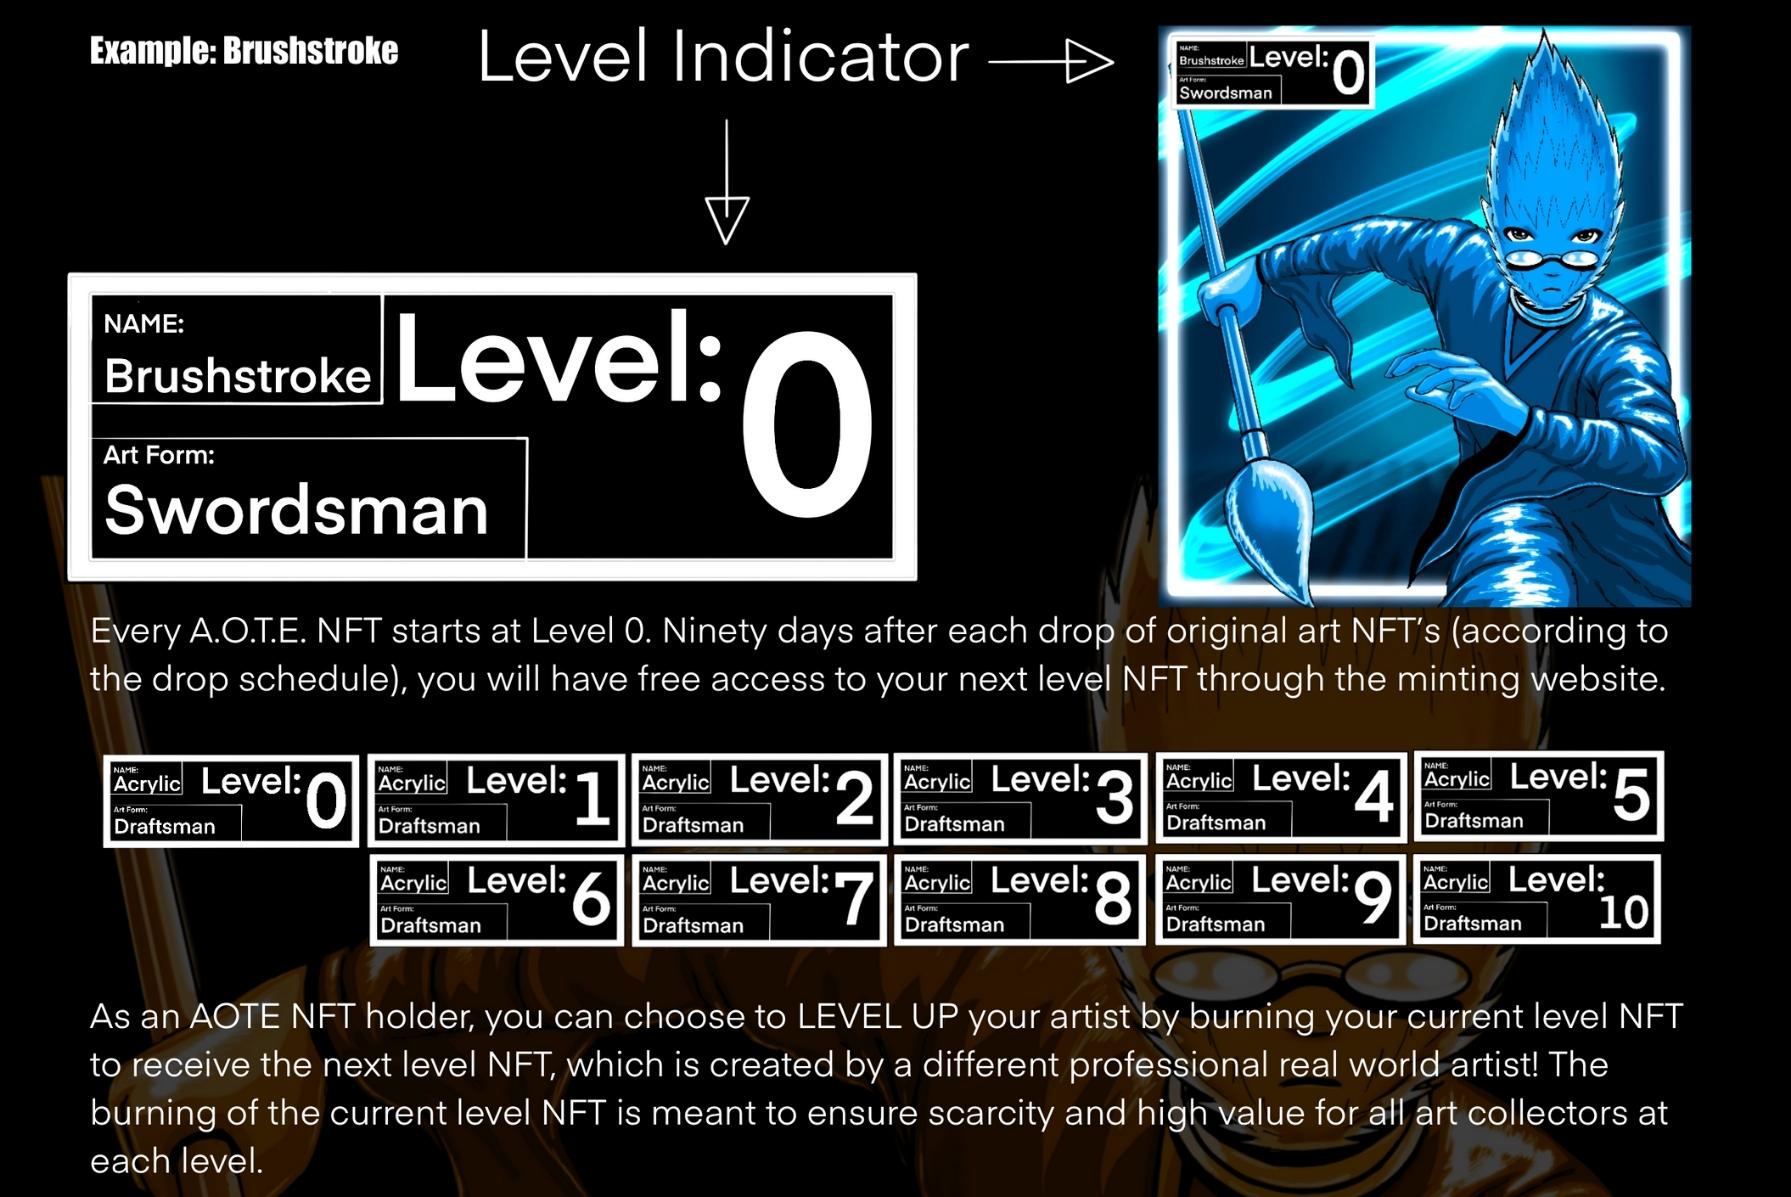 Example: Brushstroke
Level Indicator
NAME:
Brushstroke
Level: 0
Art Form:
Swordsman
NAME:
Brushstroke
Level: 0
Art Form:
Swordsman
Every A.O.T.E. NFT starts at Level 0. Ninety days after each drop of original art NFT's (according to
the drop schedule), you will have free access to your next level NFT through the minting website.
NAME:
Acrylic
Level: 0
Art Form:
Draftsman
NAME:
Acrylic
Level: 1
Art Form:
Draftsman
NAME:
Acrylic
Level: 2
Art Form:
Draftsman
NAME:
Acrylic
Level: 3
Art Form:
Draftsman
NAME:
Acrylic
Level: 4
Art Form:
Draftsman
NAME:
Acrylic
Level: 5
Art Form:
Draftsman
NAME:
Acrylic
Level: 6
Art Form:
Draftsman
NAME:
Acrylic
Level: 7
Art Form:
Draftsman
NAME:
Acrylic
Level: 8
Art Form:
Draftsman
NAME:
Acrylic
Level: 9
Art Form:
Draftsman
NAME:
Acrylic
Level: 10
Art Form:
Draftsman
As an AOTE NFT holder, you can choose to LEVEL UP your artist by burning your current level NFT
to receive the next level NFT, which is created by a different professional real world artist! The
burning of the current level NFT is meant to ensure scarcity and high value for all art collectors at
each level.